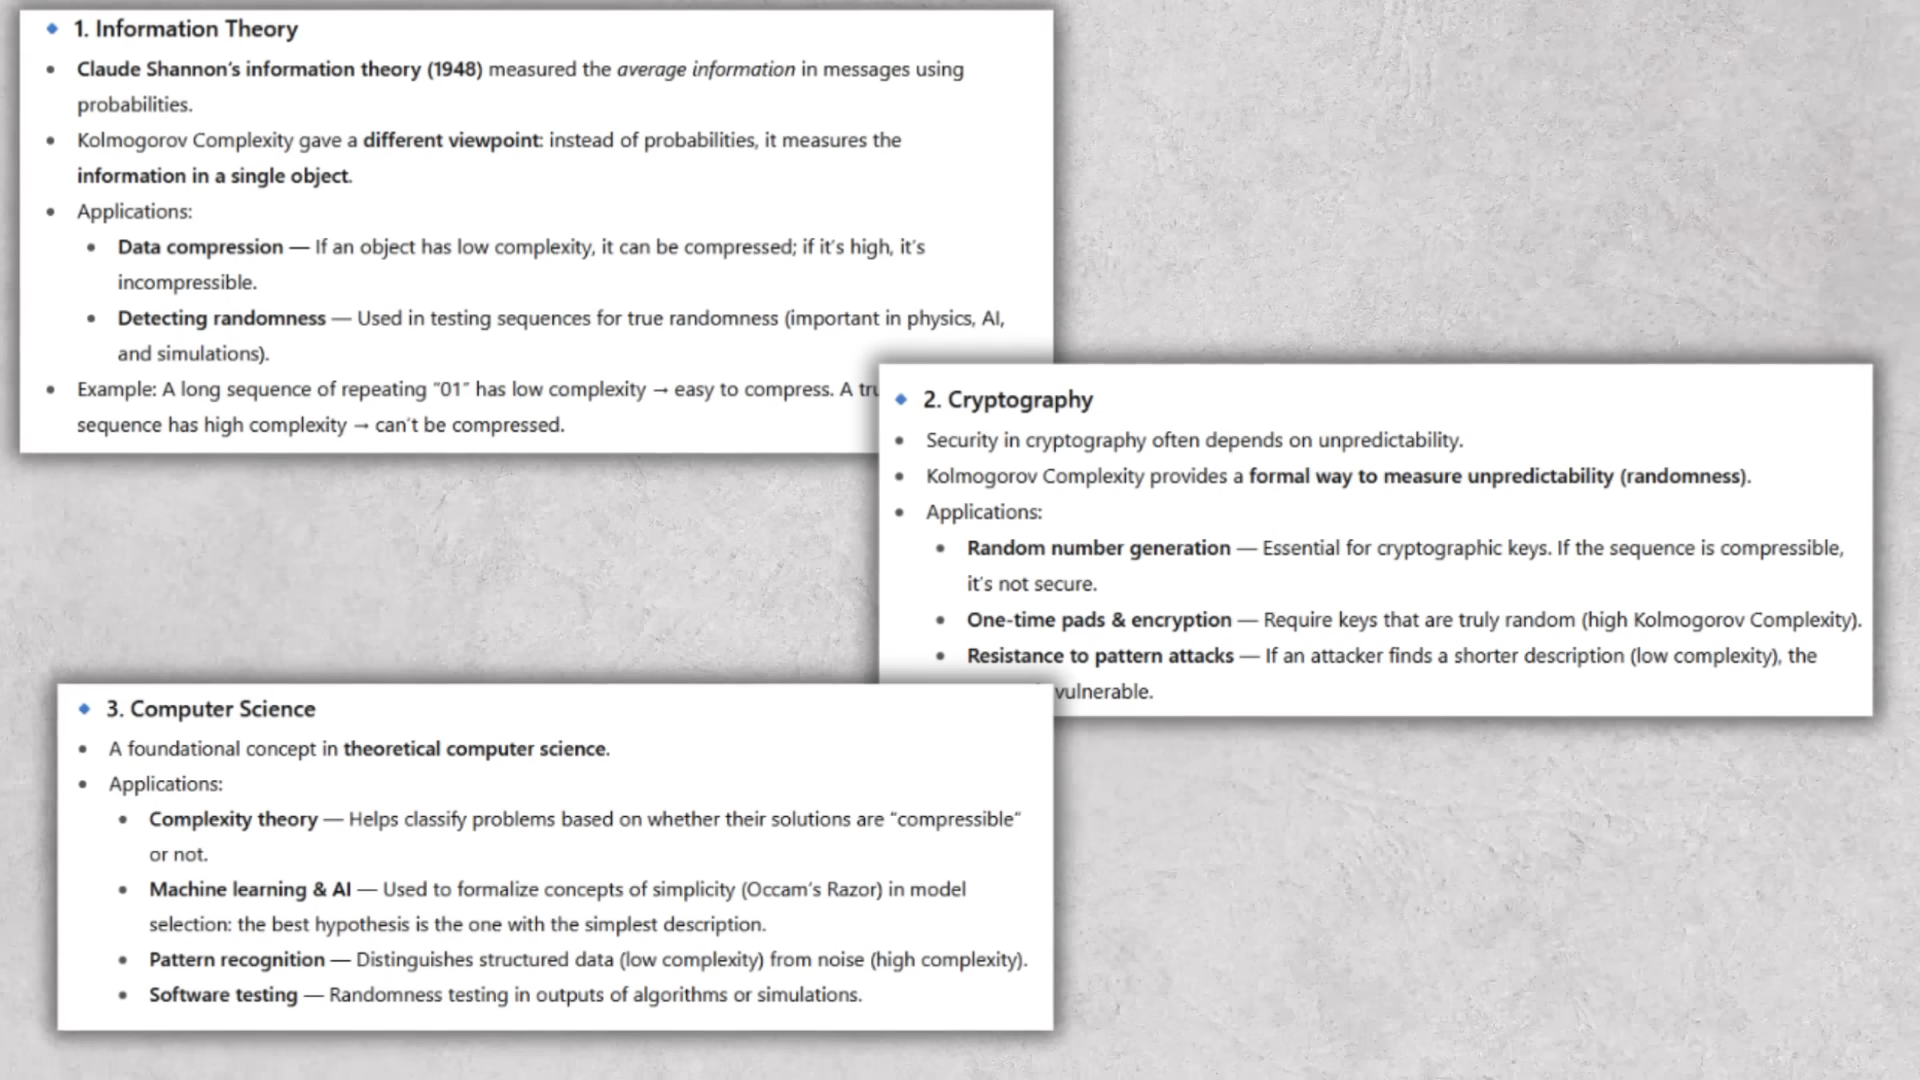 1. Information Theory
Claude Shannon's information theory (1948) measured the average information in messages using
probabilities.
Kolmogorov Complexity gave a different viewpoint: instead of probabilities, it measures the
information in a single object.
Applications:
Data compression — If an object has low complexity, it can be compressed; if it's high, it's
incompressible.
Detecting randomness — Used in testing sequences for true randomness (important in physics, AI,
and simulations).
Example: A long sequence of repeating "01" has low complexity → easy to compress. A
sequence has high complexity → can't be compressed.
2. Cryptography
Security in cryptography often depends on unpredictability.
Kolmogorov Complexity provides a formal way to measure unpredictability (randomness).
Applications:
Random number generation — Essential for cryptographic keys. If the sequence is compressible,
it's not secure.
One-time pads & encryption — Require keys that are truly random (high Kolmogorov Complexity).
Resistance to pattern attacks — If an attacker finds a shorter description (low complexity), the
vulnerable.
3. Computer Science
A foundational concept in theoretical computer science.
Applications:
Complexity theory — Helps classify problems based on whether their solutions are "compressible"
or not.
Machine learning & AI — Used to formalize concepts of simplicity (Occam's Razor) in model
selection: the best hypothesis is the one with the simplest description.
Pattern recognition — Distinguishes structured data (low complexity) from noise (high complexity).
Software testing — Randomness testing in outputs of algorithms or simulations.